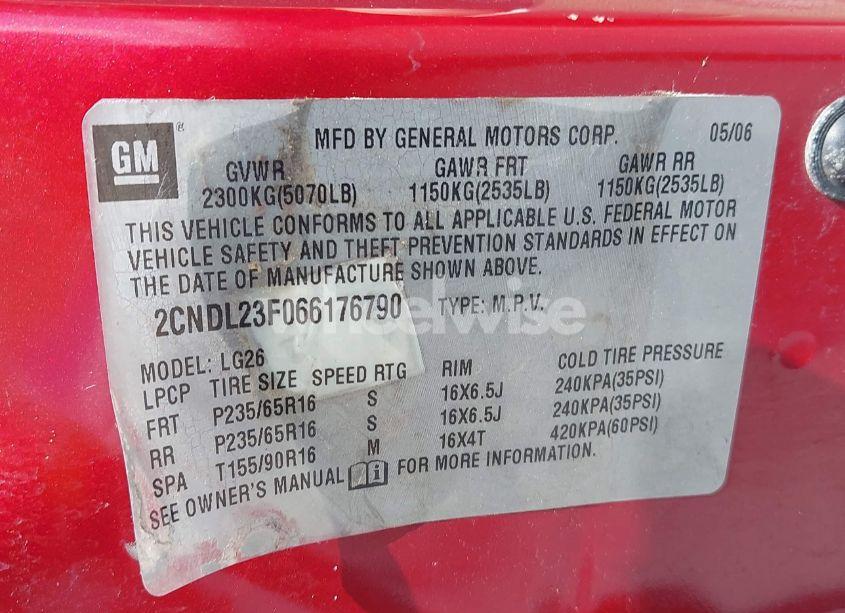 GM®
MFD BY GENERAL MOTORS CORP. 05/06
GVWR GAWR FRT GAWR RR
2300KG(5070LB) 1150KG(2535LB) 1150KG(2535LB)
THIS VEHICLE CONFORMS TO ALL APPLICABLE U.S. FEDERAL MOTOR
VEHICLE SAFETY AND THEFT PREVENTION STANDARDS IN EFFECT ON
THE DATE OF MANUFACTURE SHOWN ABOVE.
2CNDL23F066176790 TYPE: M.P.V.
MODEL: LG26
LPCP TIRE SIZE SPEED RTG RIM COLD TIRE PRESSURE
FRT P235/65R16 S 16X6.5J 240KPA(35PSI)
RR P235/65R16 S 16X6.5J 240KPA(35PSI)
SPA T155/90R16 M 16X4T 420KPA(60PSI)
SEE OWNER'S MANUAL i FOR MORE INFORMATION.